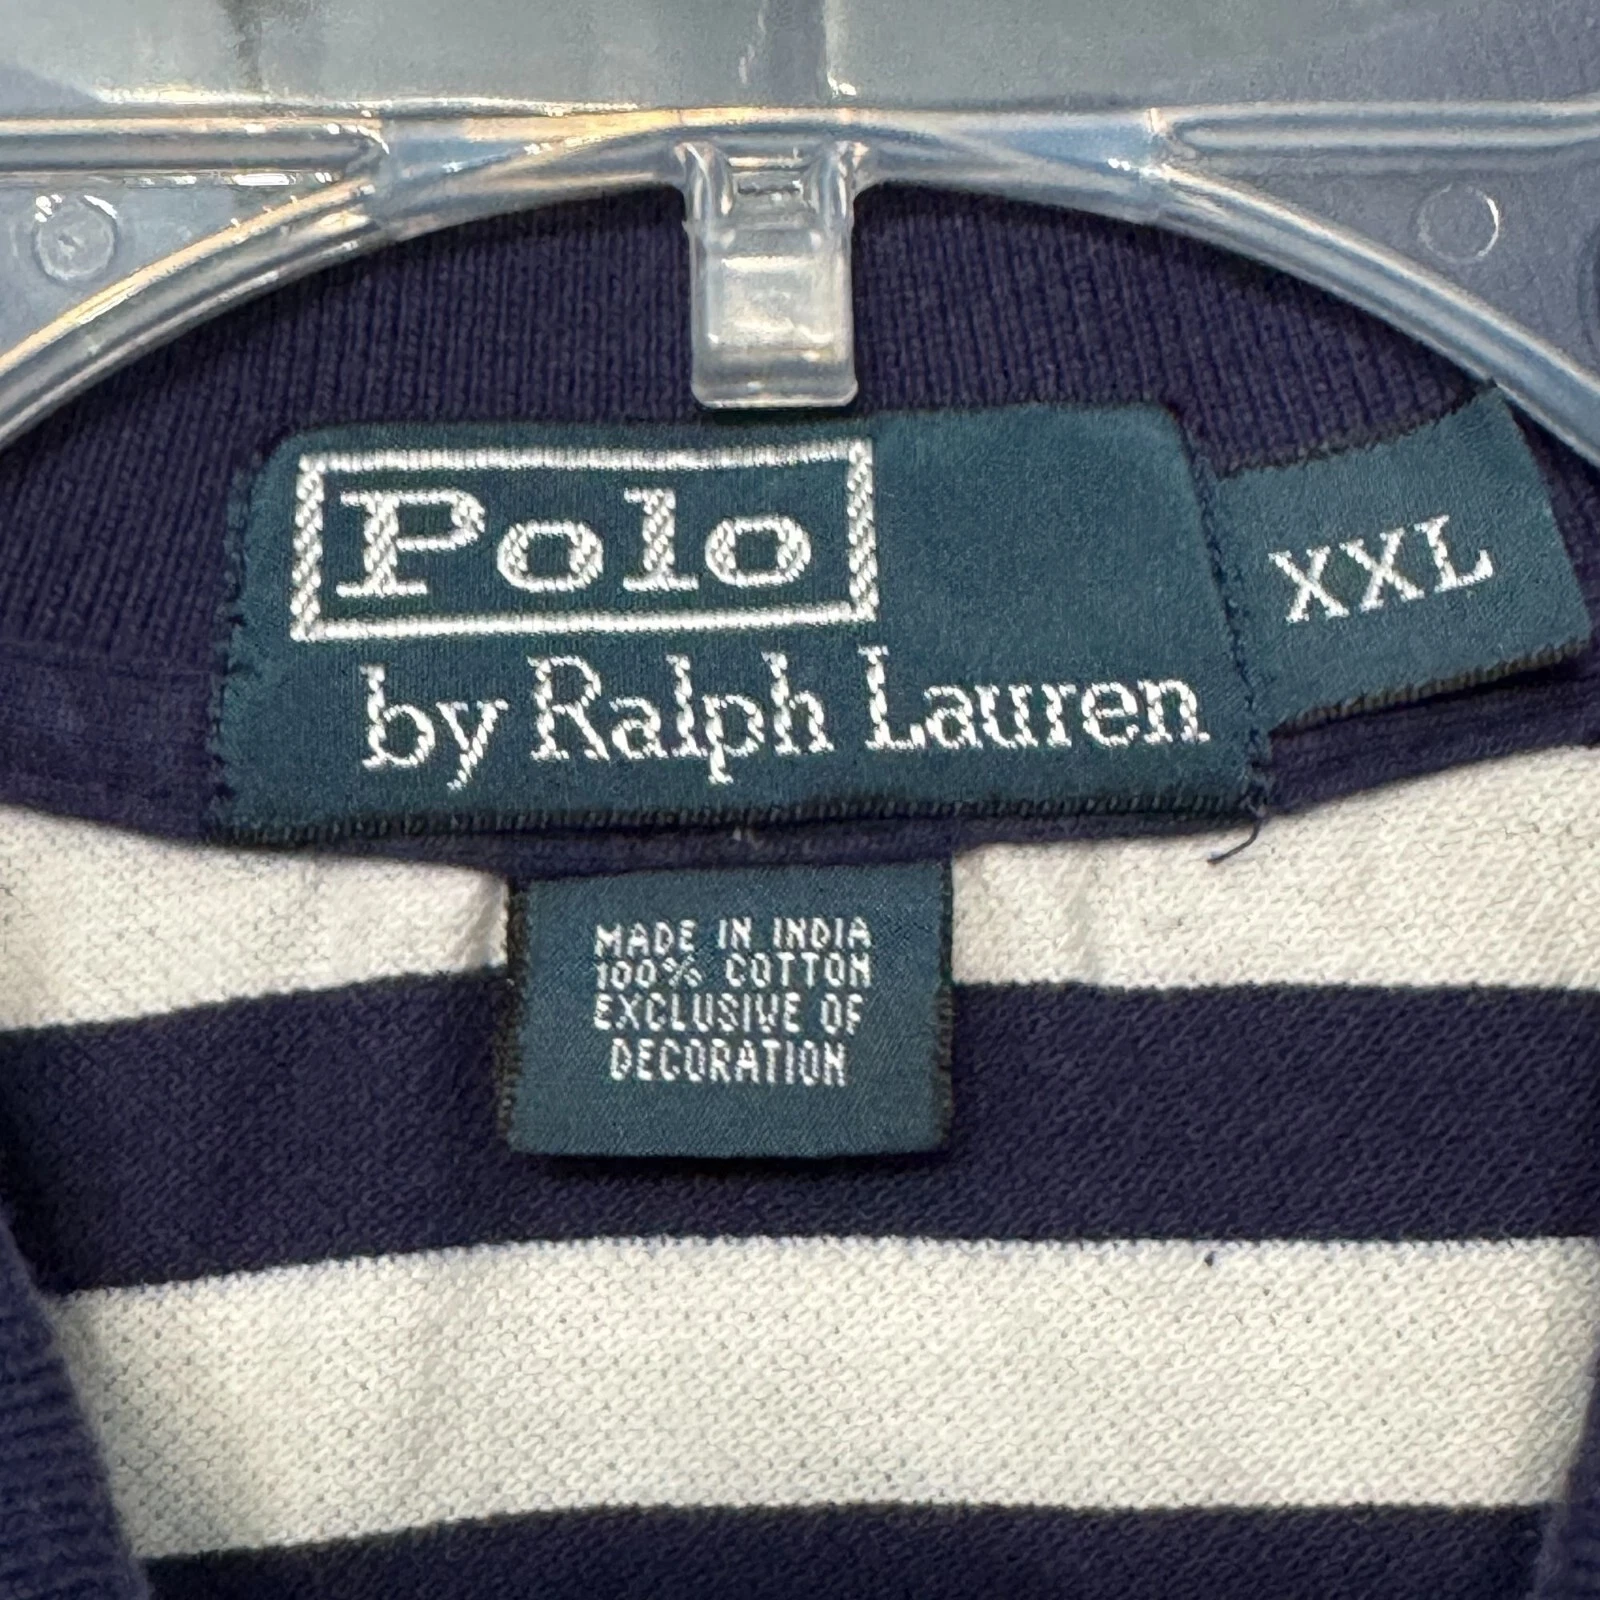 Polo
by Ralph Lauren
XXL
MADE IN INDIA
100% COTTON
EXCLUSIVE OF
DECORATION